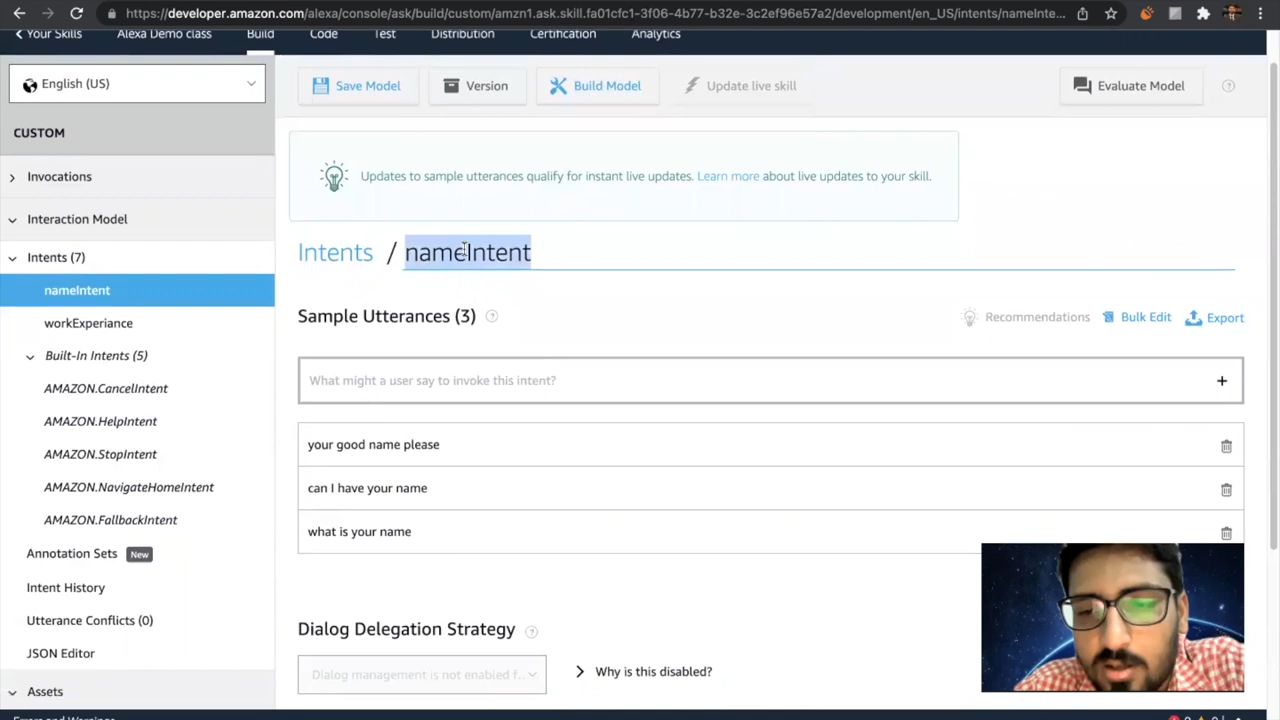 https://developer.amazon.com/alexa/console/ask/build/custom/amzn1.ask.skill.fa01cfc1-3f06-4b77-b32e-3c2ef96e57a2/development/en_US/intents/nameInte...
Your Skills Alexa Demo class Build Code Test Distribution Certification Analytics
English (US)
Save Model Version Build Model Update live skill Evaluate Model
CUSTOM
Invocations
Updates to sample utterances qualify for instant live updates. Learn more about live updates to your skill.
Interaction Model
Intents (7)
Intents / nameIntent
nameIntent
workExperiance
Sample Utterances (3) Recommendations Bulk Edit Export
Built-In Intents (5)
What might a user say to invoke this intent?
AMAZON.CancelIntent
AMAZON.HelpIntent
your good name please
AMAZON.StopIntent
can I have your name
AMAZON.NavigateHomeIntent
what is your name
AMAZON.FallbackIntent
Annotation Sets New
Intent History
Utterance Conflicts (0)
Dialog Delegation Strategy
JSON Editor
Dialog management is not enabled f...
Why is this disabled?
Assets